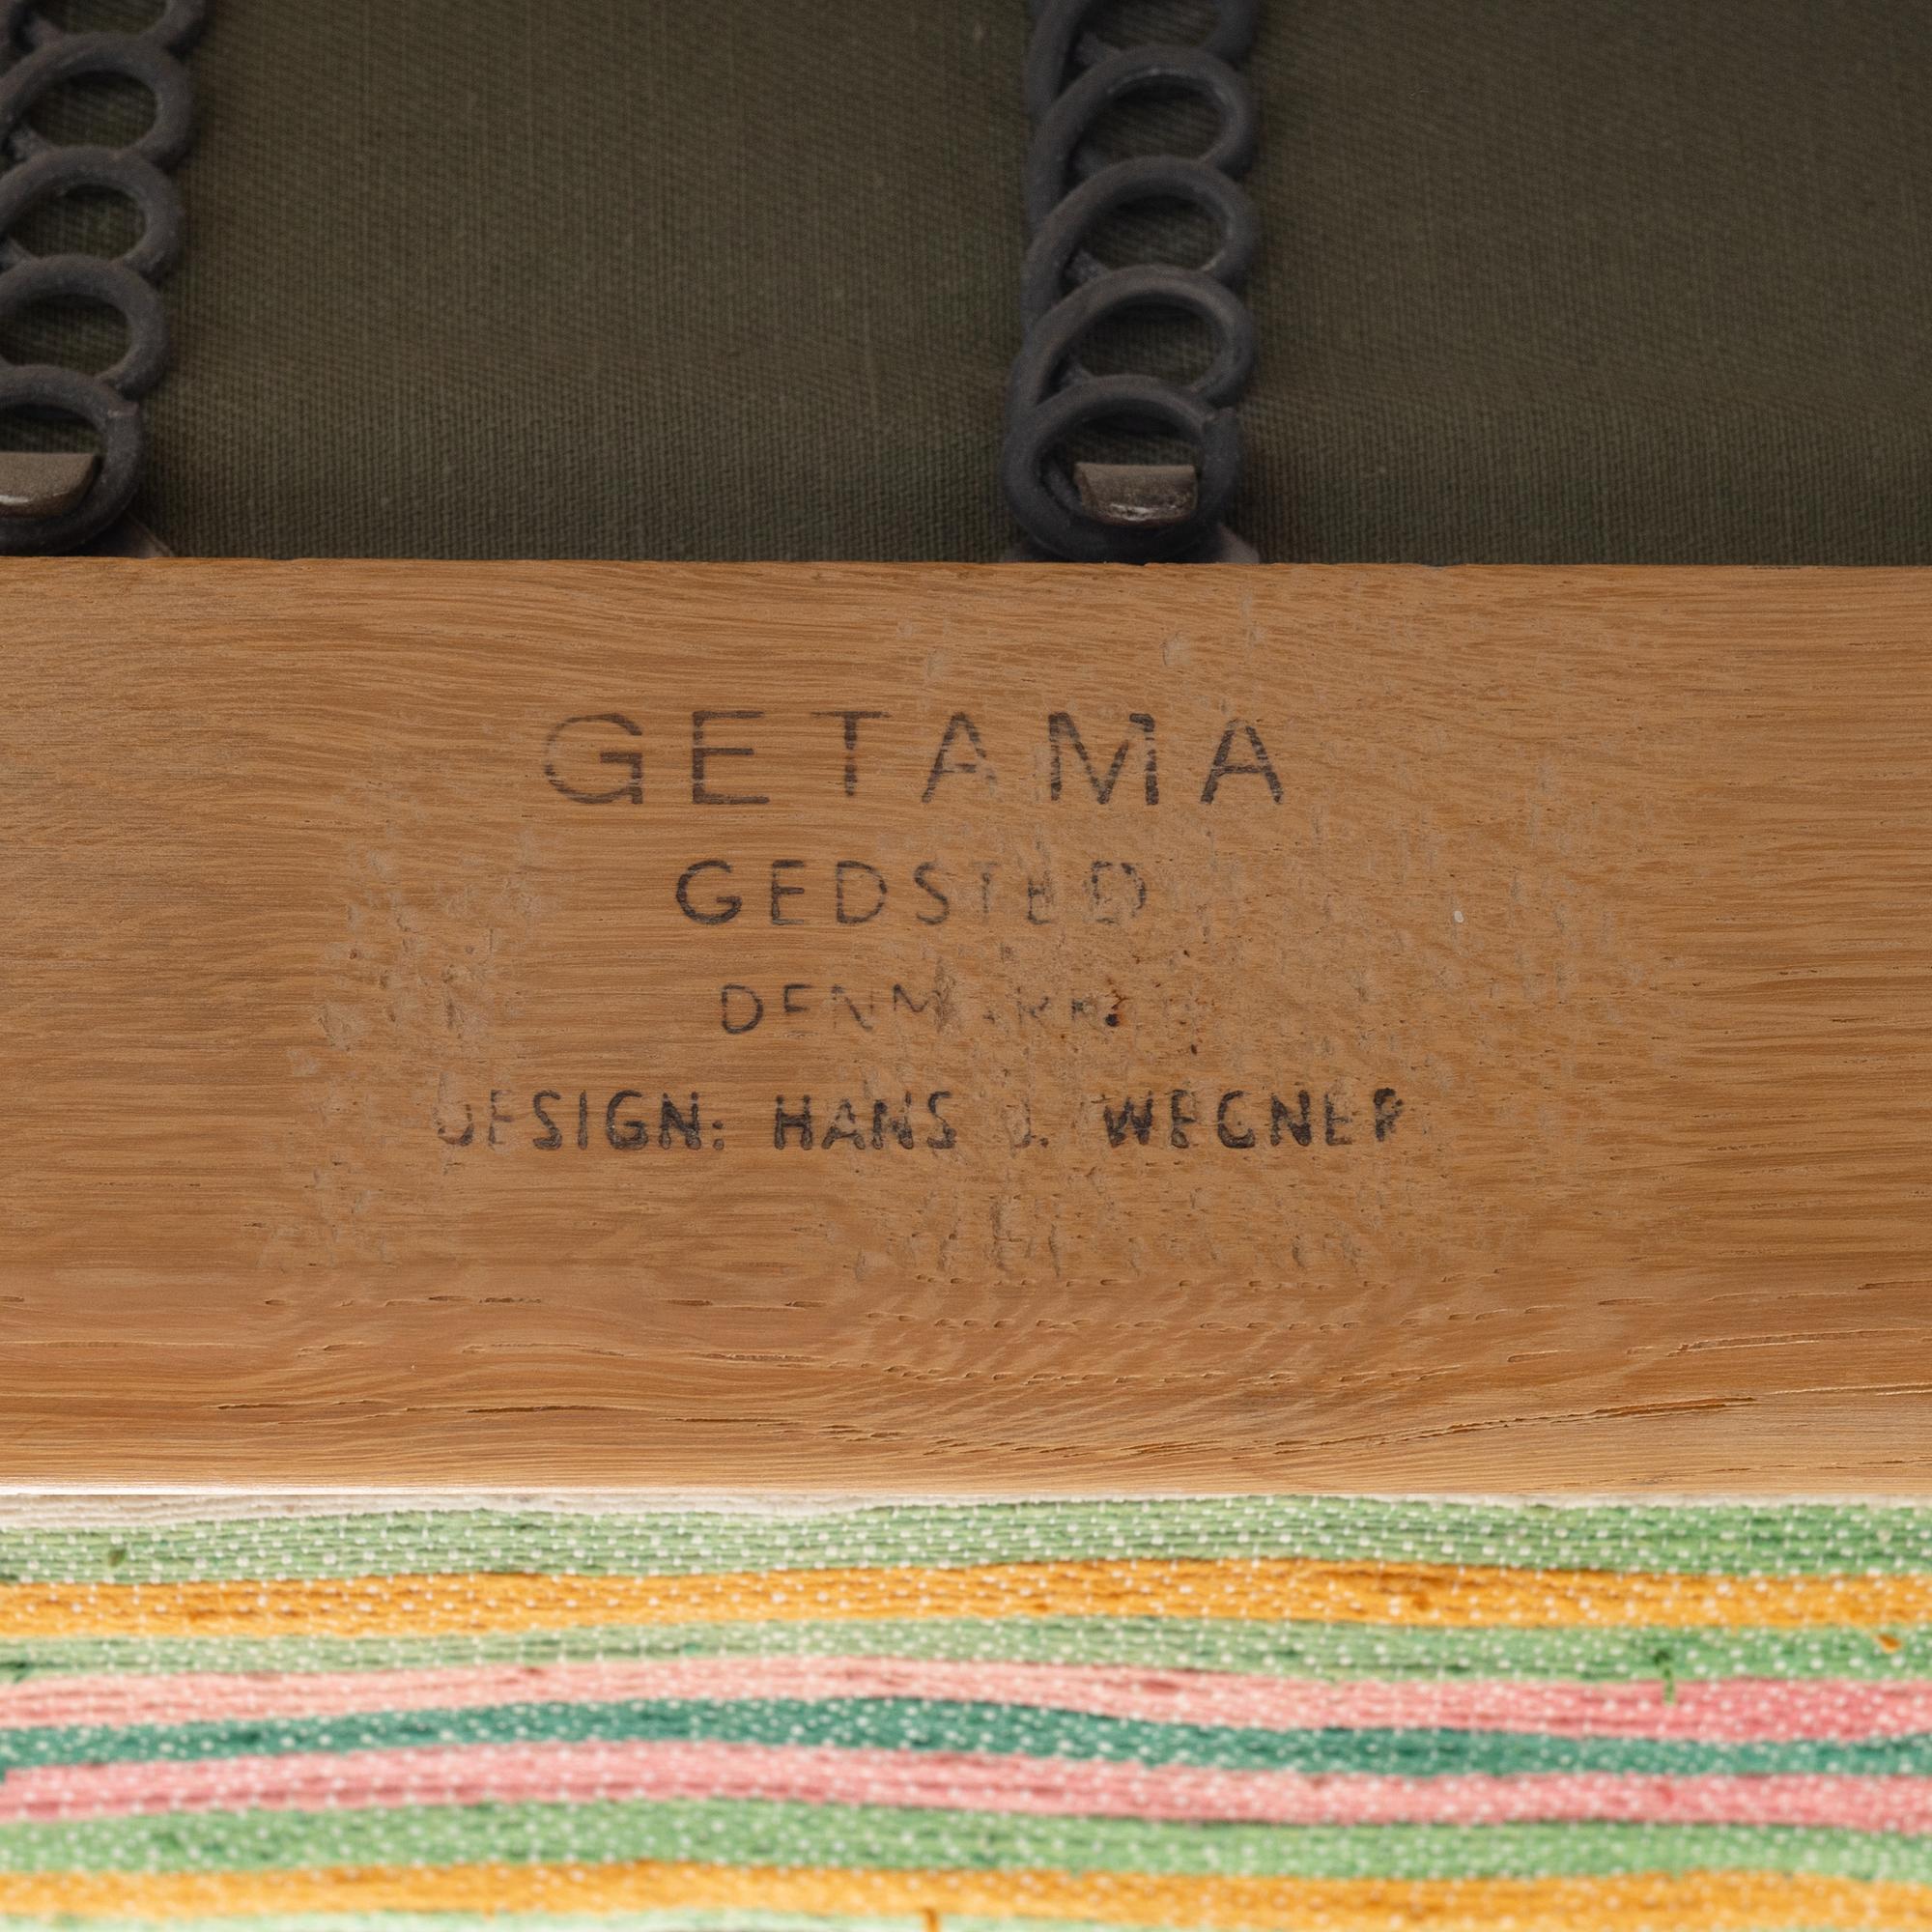 GETAMA
GEDSTED
DENMARK
DESIGN: HANS J. WEGNER